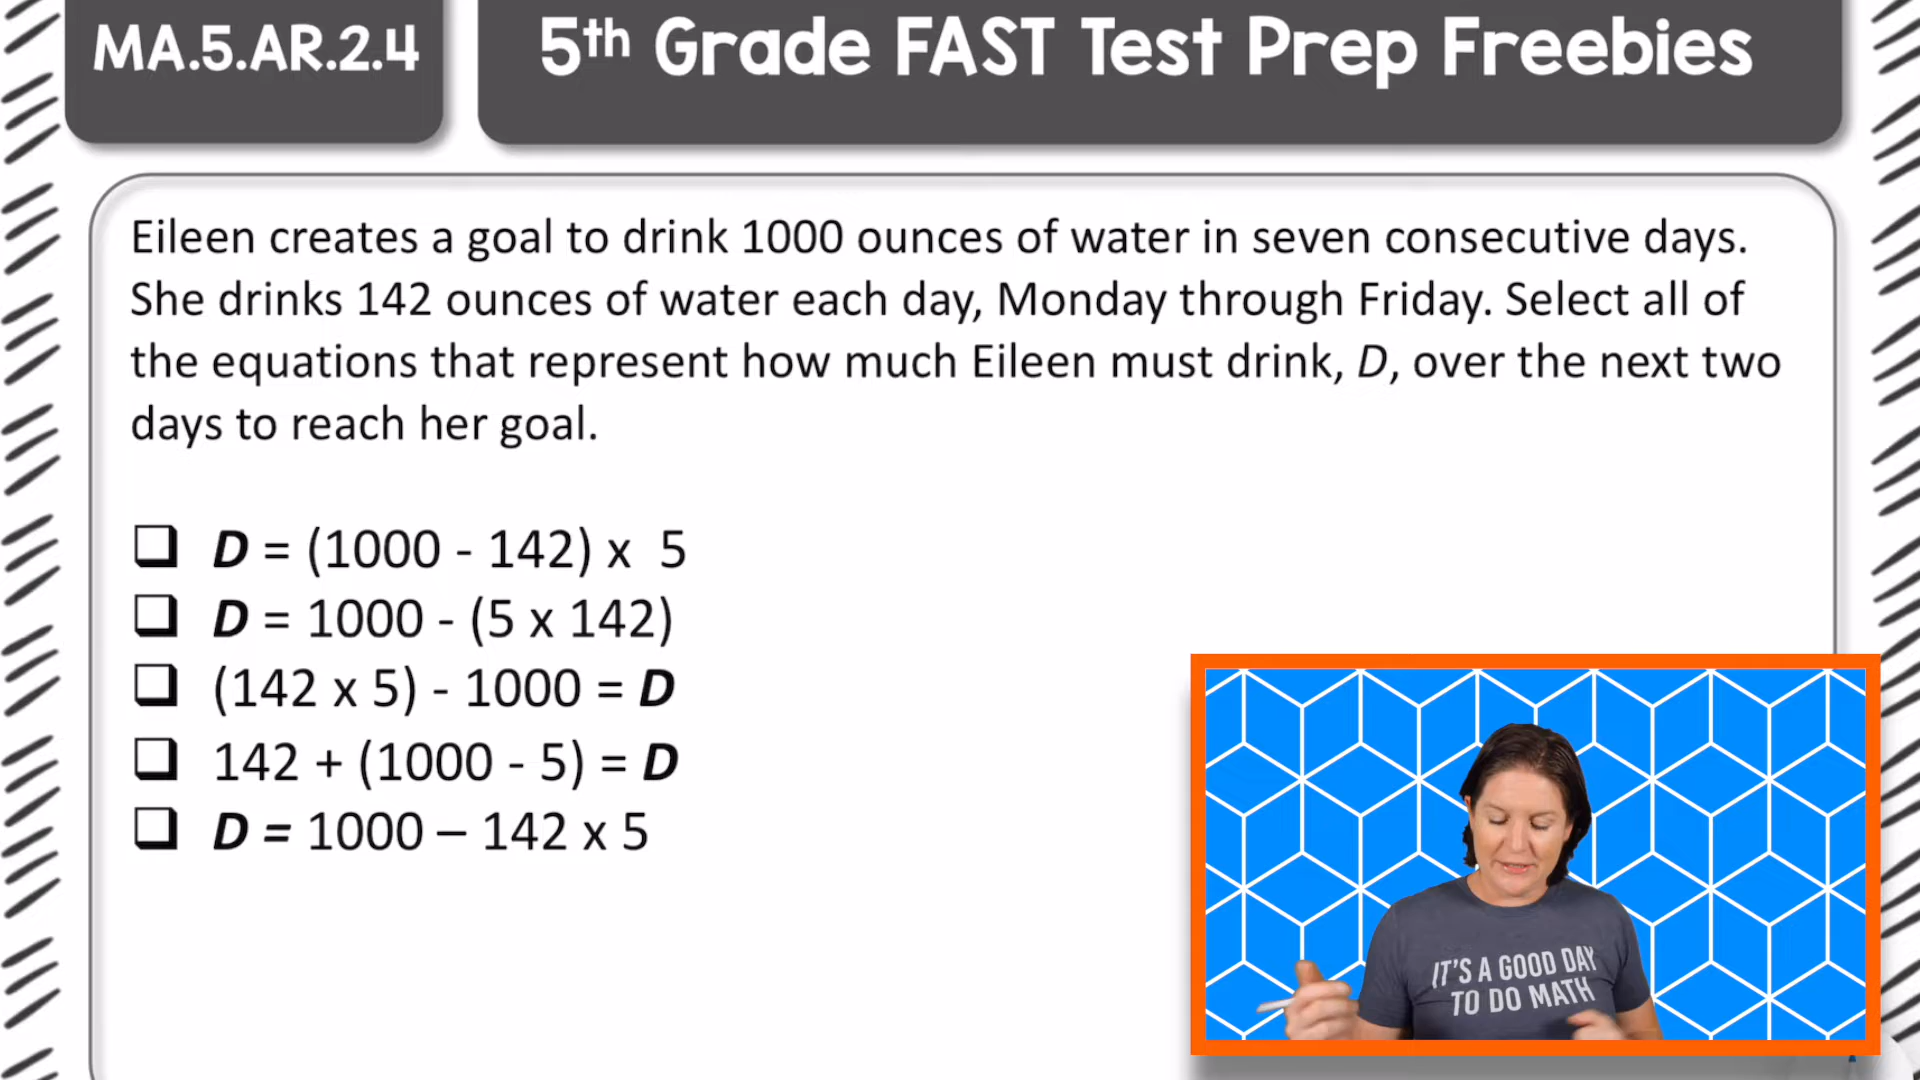 MA.5.AR.2.4
5th Grade FAST Test Prep Freebies
Eileen creates a goal to drink 1000 ounces of water in seven consecutive days.
She drinks 142 ounces of water each day, Monday through Friday. Select all of
the equations that represent how much Eileen must drink, D, over the next two
days to reach her goal.
❑ D = (1000 - 142) x 5
❑ D = 1000 - (5 x 142)
❑ (142 x 5) - 1000 = D
❑ 142 + (1000 - 5) = D
❑ D = 1000 – 142 x 5
IT'S A GOOD DAY
TO DO MATH